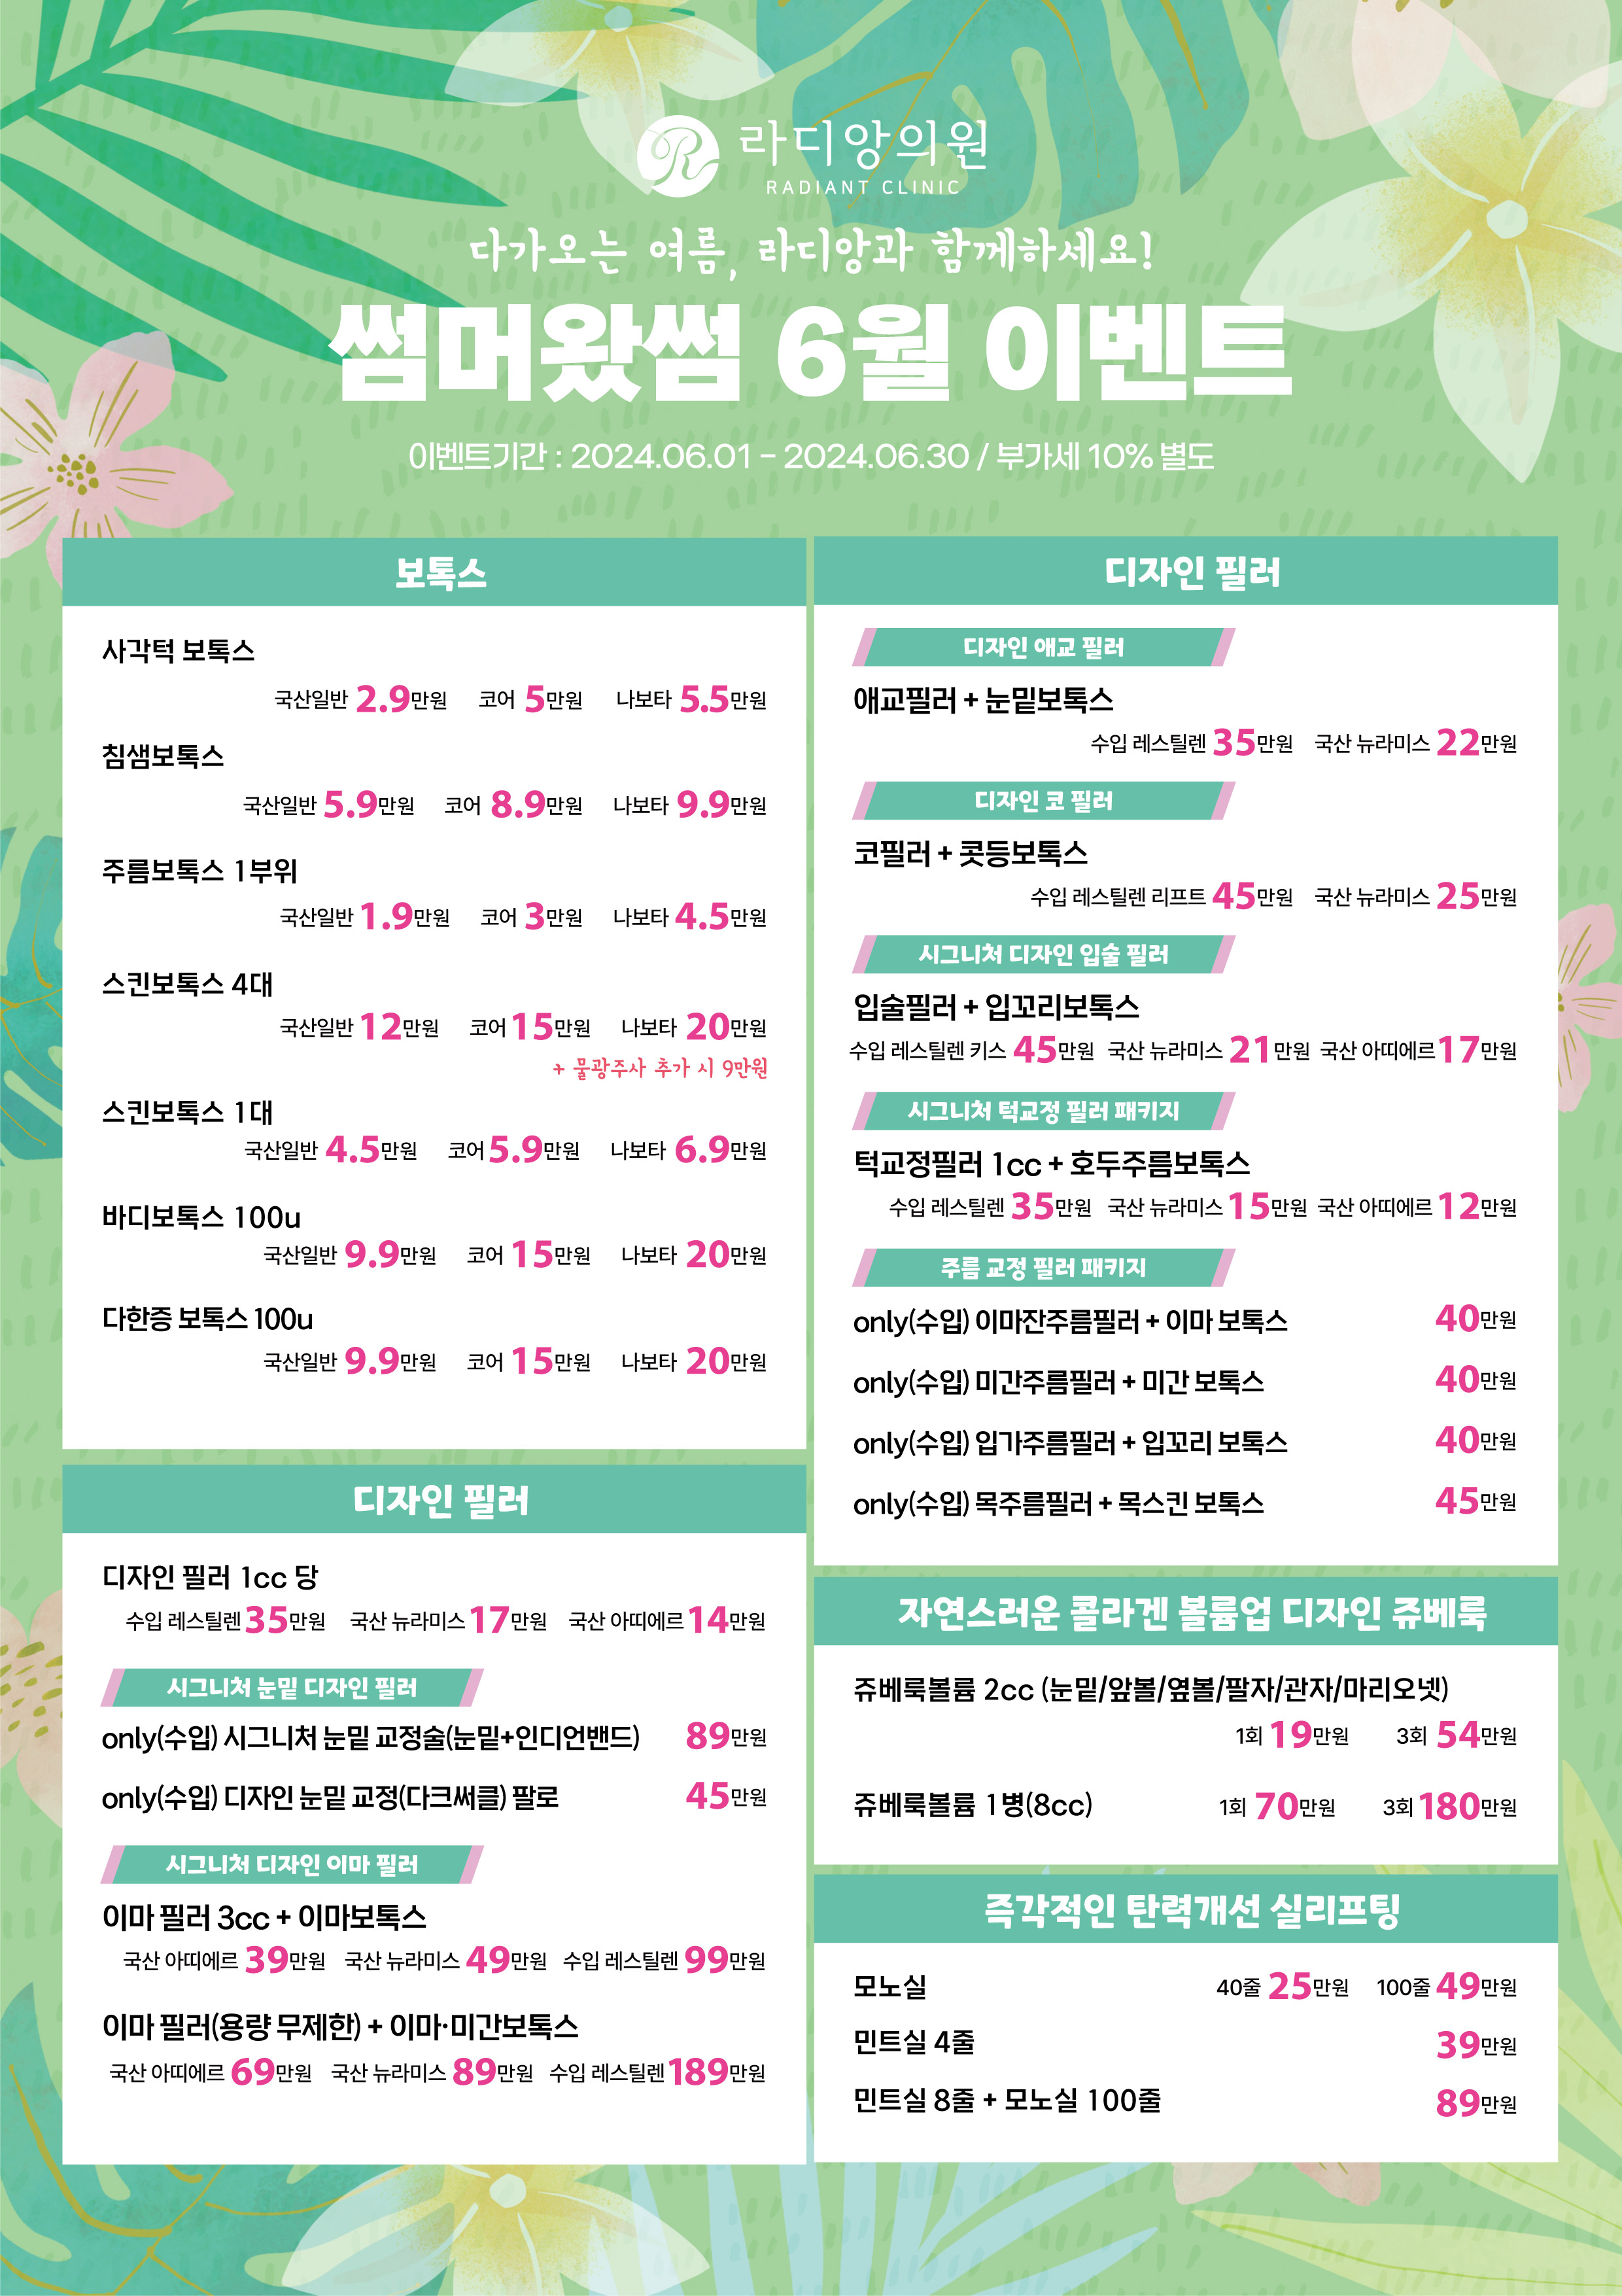 라디앙의원
RADIANT CLINIC
다가오는 여름, 라디앙과 함께하세요!
썸머왔썸 6월 이벤트
이벤트기간 : 2024.06.01 - 2024.06.30 / 부가세 10% 별도
보톡스
사각턱 보톡스
국산일반 2.9만원 코어 5만원 나보타 5.5만원
침샘보톡스
국산일반 5.9만원 코어 8.9만원 나보타 9.9만원
주름보톡스 1부위
국산일반 1.9만원 코어 3만원 나보타 4.5만원
스킨보톡스 4대
국산일반 12만원 코어 15만원 나보타 20만원
+ 물광주사 추가 시 9만원
스킨보톡스 1대
국산일반 4.5만원 코어 5.9만원 나보타 6.9만원
바디보톡스 100u
국산일반 9.9만원 코어 15만원 나보타 20만원
다한증 보톡스 100u
국산일반 9.9만원 코어 15만원 나보타 20만원
디자인 필러
디자인 필러 1cc 당
수입 레스틸렌 35만원 국산 뉴라미스 17만원 국산 아띠에르 14만원
시그니처 눈밑 디자인 필러
only(수입) 시그니처 눈밑 교정술(눈밑+인디언밴드) 89만원
only(수입) 디자인 눈밑 교정(다크써클) 팔로 45만원
시그니처 디자인 이마 필러
이마 필러 3cc + 이마보톡스
국산 아띠에르 39만원 국산 뉴라미스 49만원 수입 레스틸렌 99만원
이마 필러(용량 무제한) + 이마·미간보톡스
국산 아띠에르 69만원 국산 뉴라미스 89만원 수입 레스틸렌 189만원
디자인 필러
디자인 애교 필러
애교필러 + 눈밑보톡스
수입 레스틸렌 35만원 국산 뉴라미스 22만원
디자인 코 필러
코필러 + 콧등보톡스
수입 레스틸렌 리프트 45만원 국산 뉴라미스 25만원
시그니처 디자인 입술 필러
입술필러 + 입꼬리보톡스
수입 레스틸렌 키스 45만원 국산 뉴라미스 21만원 국산 아띠에르 17만원
시그니처 턱교정 필러 패키지
턱교정필러 1cc + 호두주름보톡스
수입 레스틸렌 35만원 국산 뉴라미스 15만원 국산 아띠에르 12만원
주름 교정 필러 패키지
only(수입) 이마잔주름필러 + 이마 보톡스 40만원
only(수입) 미간주름필러 + 미간 보톡스 40만원
only(수입) 입가주름필러 + 입꼬리 보톡스 40만원
only(수입) 목주름필러 + 목스킨 보톡스 45만원
자연스러운 콜라겐 볼륨업 디자인 쥬베룩
쥬베룩볼륨 2cc (눈밑/앞볼/옆볼/팔자/관자/마리오넷)
1회 19만원 3회 54만원
쥬베룩볼륨 1병(8cc) 1회 70만원 3회 180만원
즉각적인 탄력개선 실리프팅
모노실 40줄 25만원 100줄 49만원
민트실 4줄 39만원
민트실 8줄 + 모노실 100줄 89만원